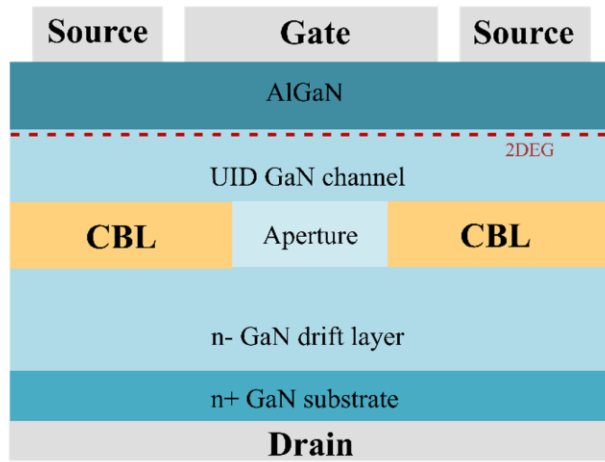 Source
Gate
Source
AlGaN
2DEG
UID GaN channel
CBL
Aperture
CBL
n- GaN drift layer
n+ GaN substrate
Drain